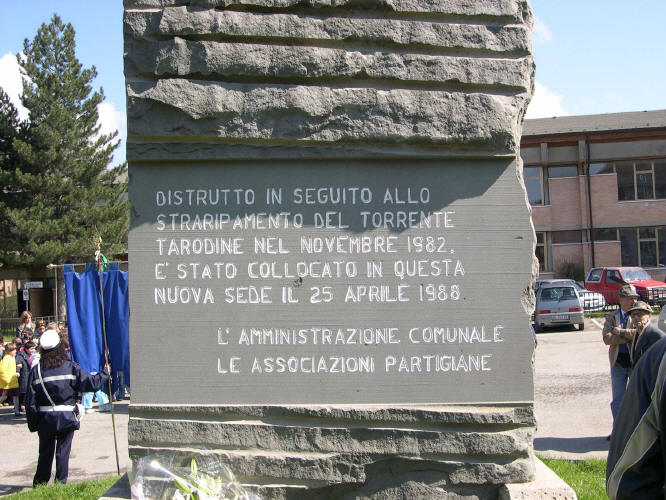 DISTRUTTO IN SEGUITO ALLO
STRARIPAMENTO DEL TORRENTE
TARODINE NEL NOVEMBRE 1982,
E' STATO COLLOCATO IN QUESTA
NUOVA SEDE IL 25 APRILE 1988.
L' AMMINISTRAZIONE COMUNALE
LE ASSOCIAZIONI PARTIGIANE